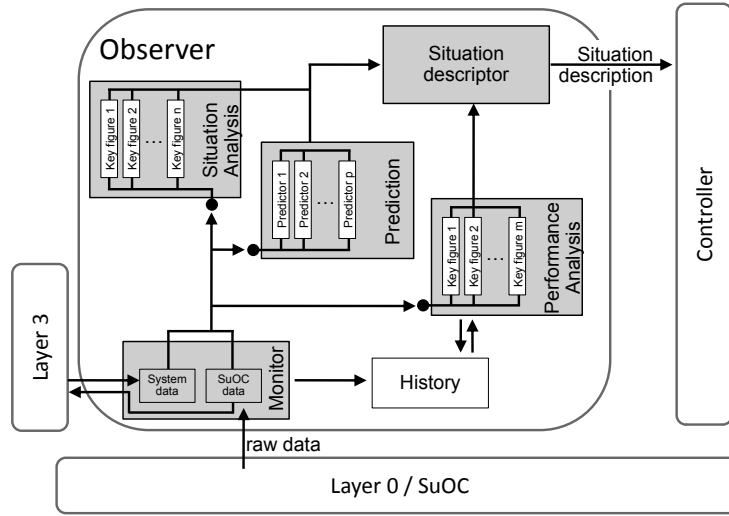 Observer
Situation
descriptor
Situation
description
Controller
Key figure 1
Key figure 2
...
Key figure n
Situation
Analysis
Predictor 1
Predictor 2
...
Predictor p
Prediction
Key figure 1
Key figure 2
...
Key figure m
Performance
Analysis
Layer 3
System
data
SuOC
data
Monitor
History
raw data
Layer 0 / SuOC